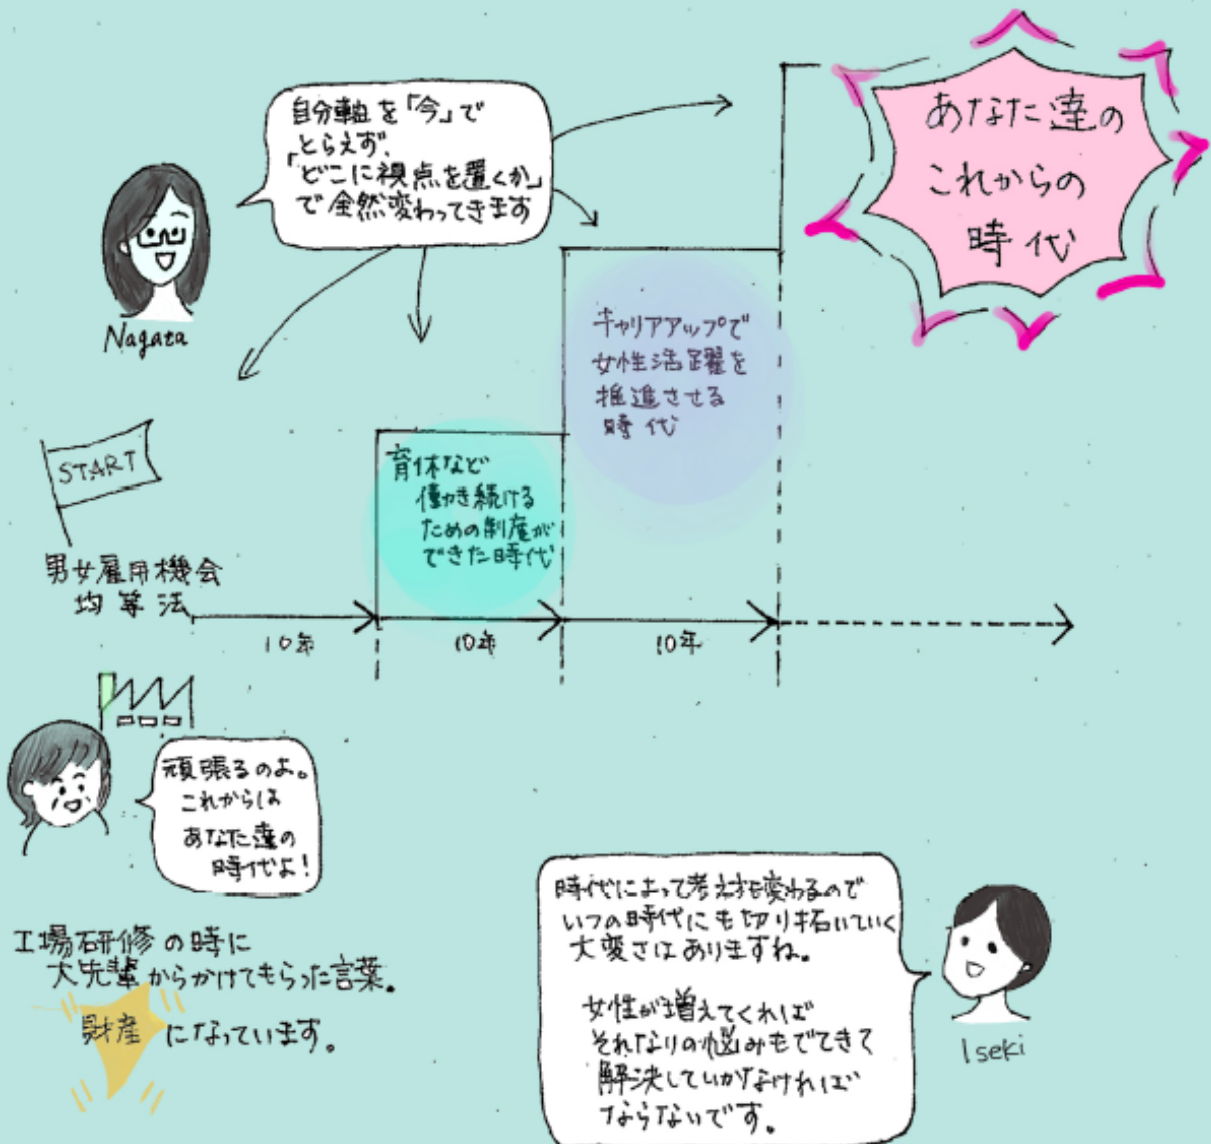 自分軸を「今」で
とらえず、
「どこに視点を置くか」
で全然変わってきます
Nagata
あなた達の
これからの
時代
キャリアアップで
女性活躍を
推進させる
時代
START
育休など
働き続ける
ための制度が
できた時代
男女雇用機会
均等法
10年
10年
10年
頑張るのよ。
これからは
あなた達の
時代よ!
工場研修の時に
大先輩からかけてもらった言葉。
財産になっています。
時代によって考え方も変わるので
いつの時代にも切り拓いていく
大変さはありますね。
女性が増えてくれば
それなりの悩みもでてきて
解決していかなければ
ならないです。
Iseki